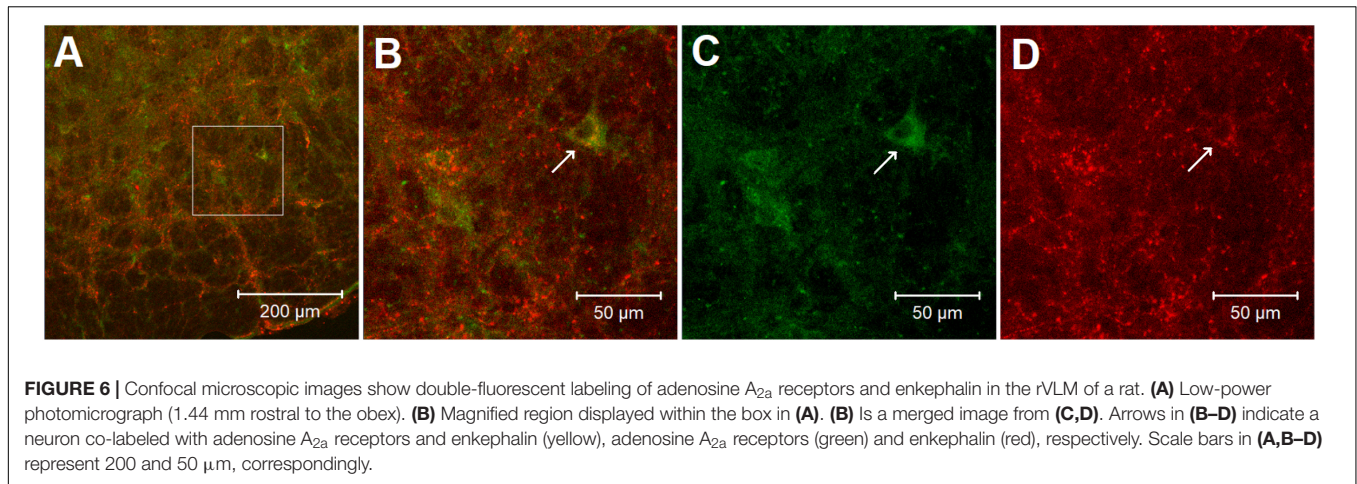 A B C D
200 µm 50 µm 50 µm 50 µm
FIGURE 6 | Confocal microscopic images show double-fluorescent labeling of adenosine A2a receptors and enkephalin in the rVLM of a rat. (A) Low-power
photomicrograph (1.44 mm rostral to the obex). (B) Magnified region displayed within the box in (A). (B) Is a merged image from (C,D). Arrows in (B–D) indicate a
neuron co-labeled with adenosine A2a receptors and enkephalin (yellow), adenosine A2a receptors (green) and enkephalin (red), respectively. Scale bars in (A,B–D)
represent 200 and 50 µm, correspondingly.